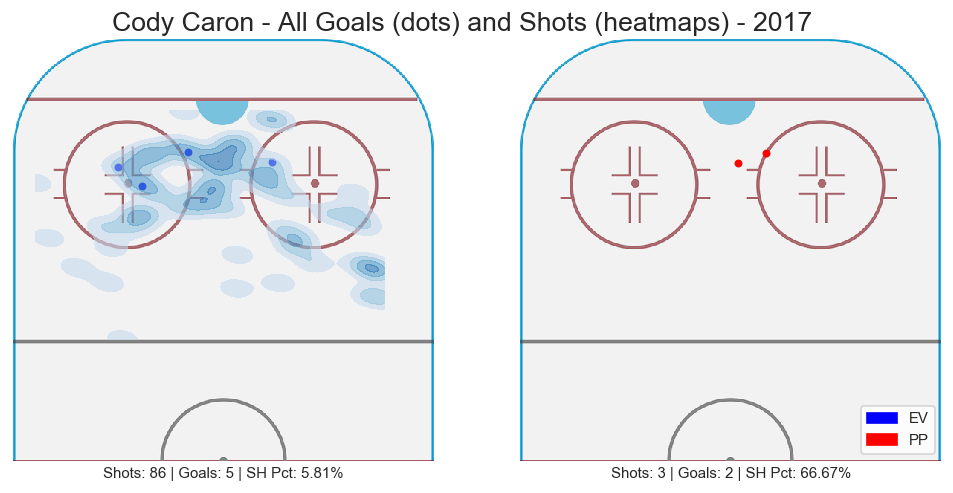 Cody Caron - All Goals (dots) and Shots (heatmaps) - 2017
EV
PP
Shots: 86 | Goals: 5 | SH Pct: 5.81%
Shots: 3 | Goals: 2 | SH Pct: 66.67%